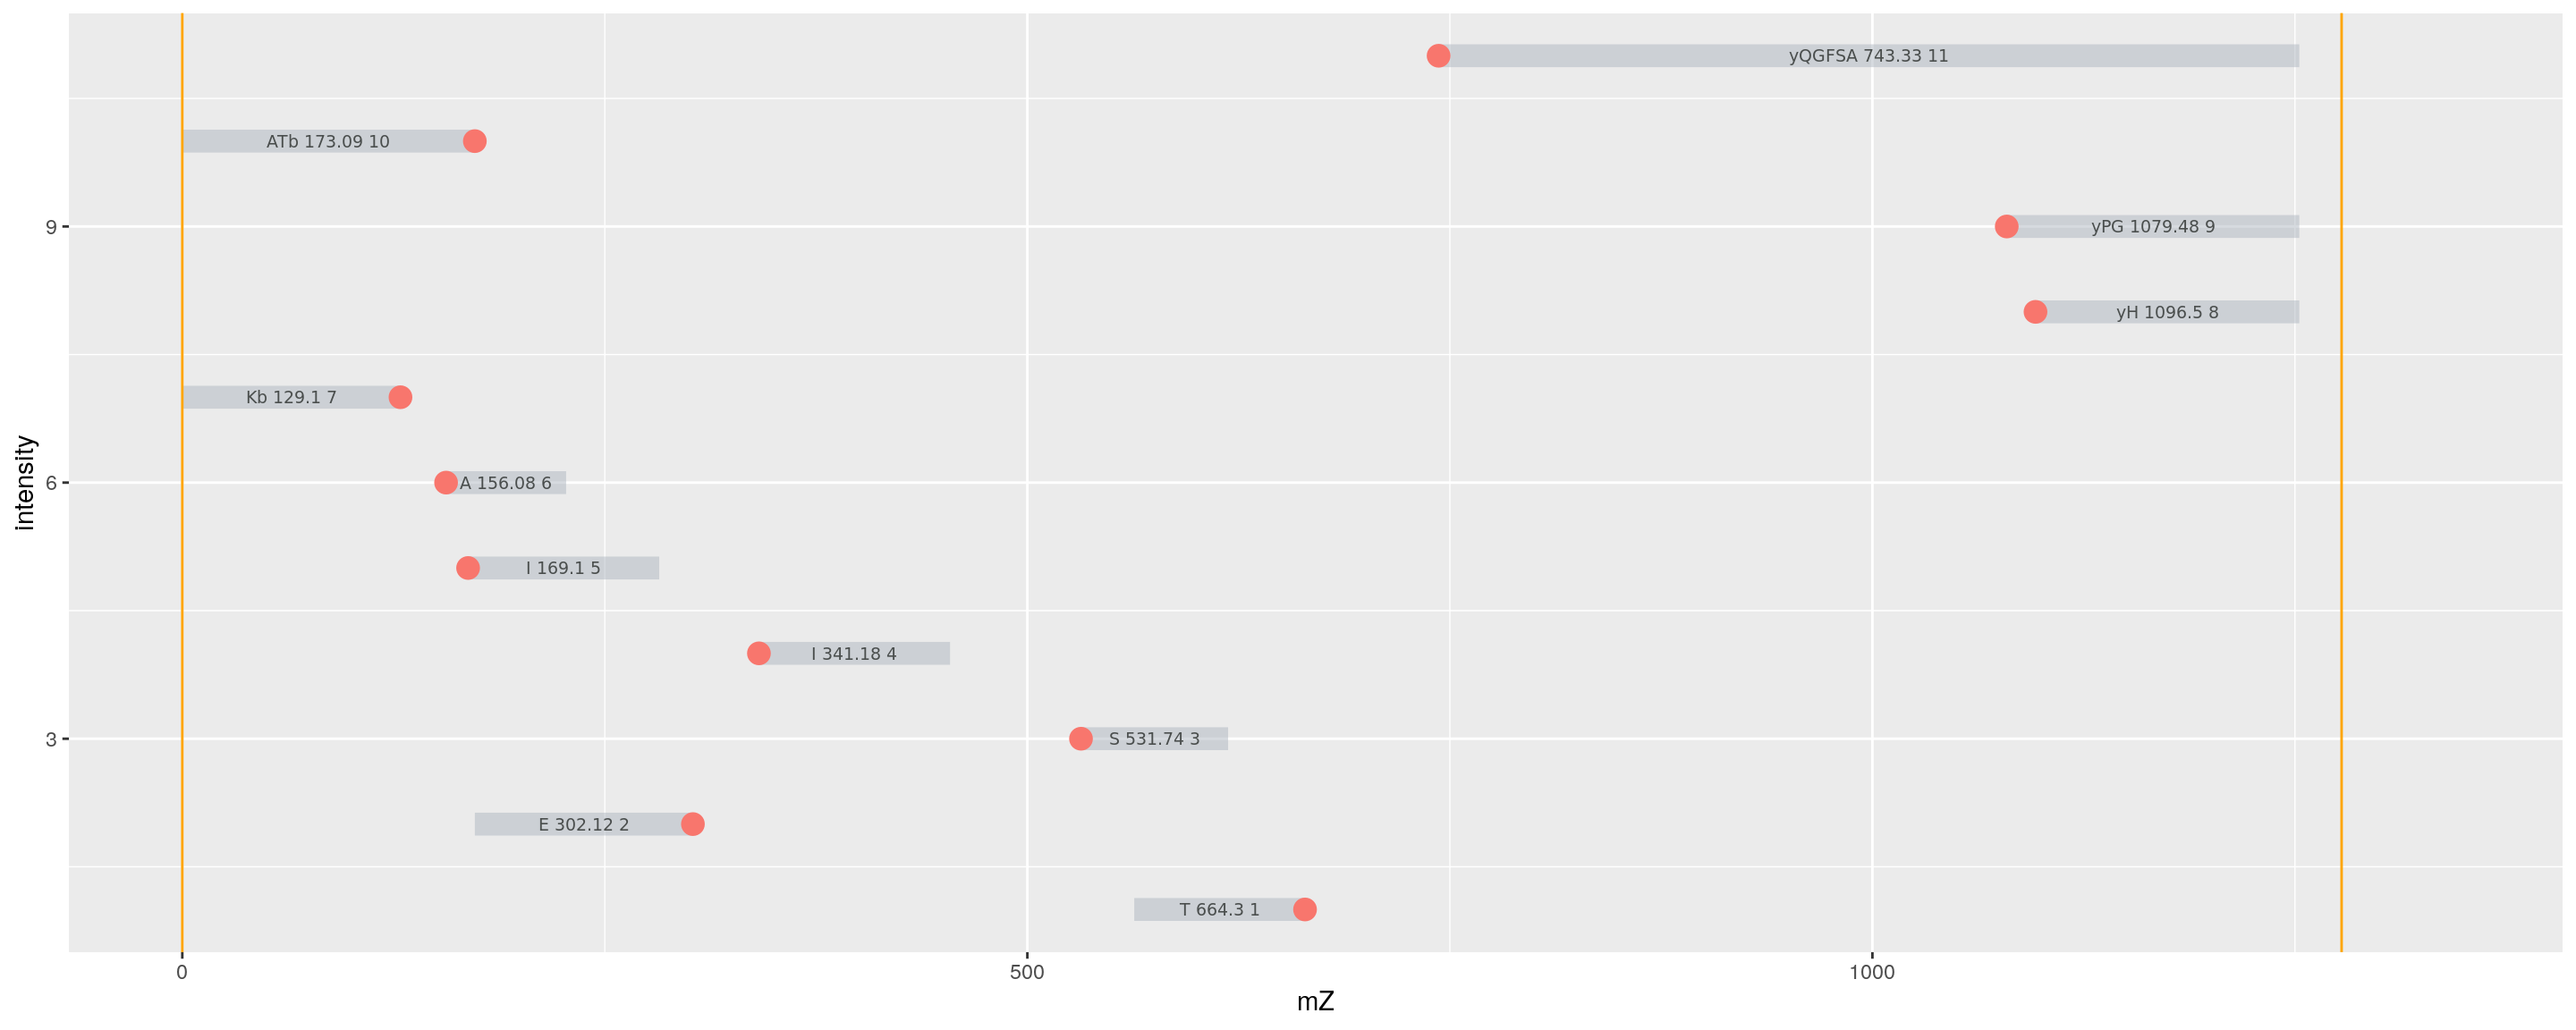 yQGFSA 743.33 11
ATb 173.09 10
9
yPG 1079.48 9
yH 1096.5 8
Kb 129.1 7
intensity
6
A 156.08 6
I 169.1 5
I 341.18 4
3
S 531.74 3
E 302.12 2
T 664.3 1
0 500 1000
mZ